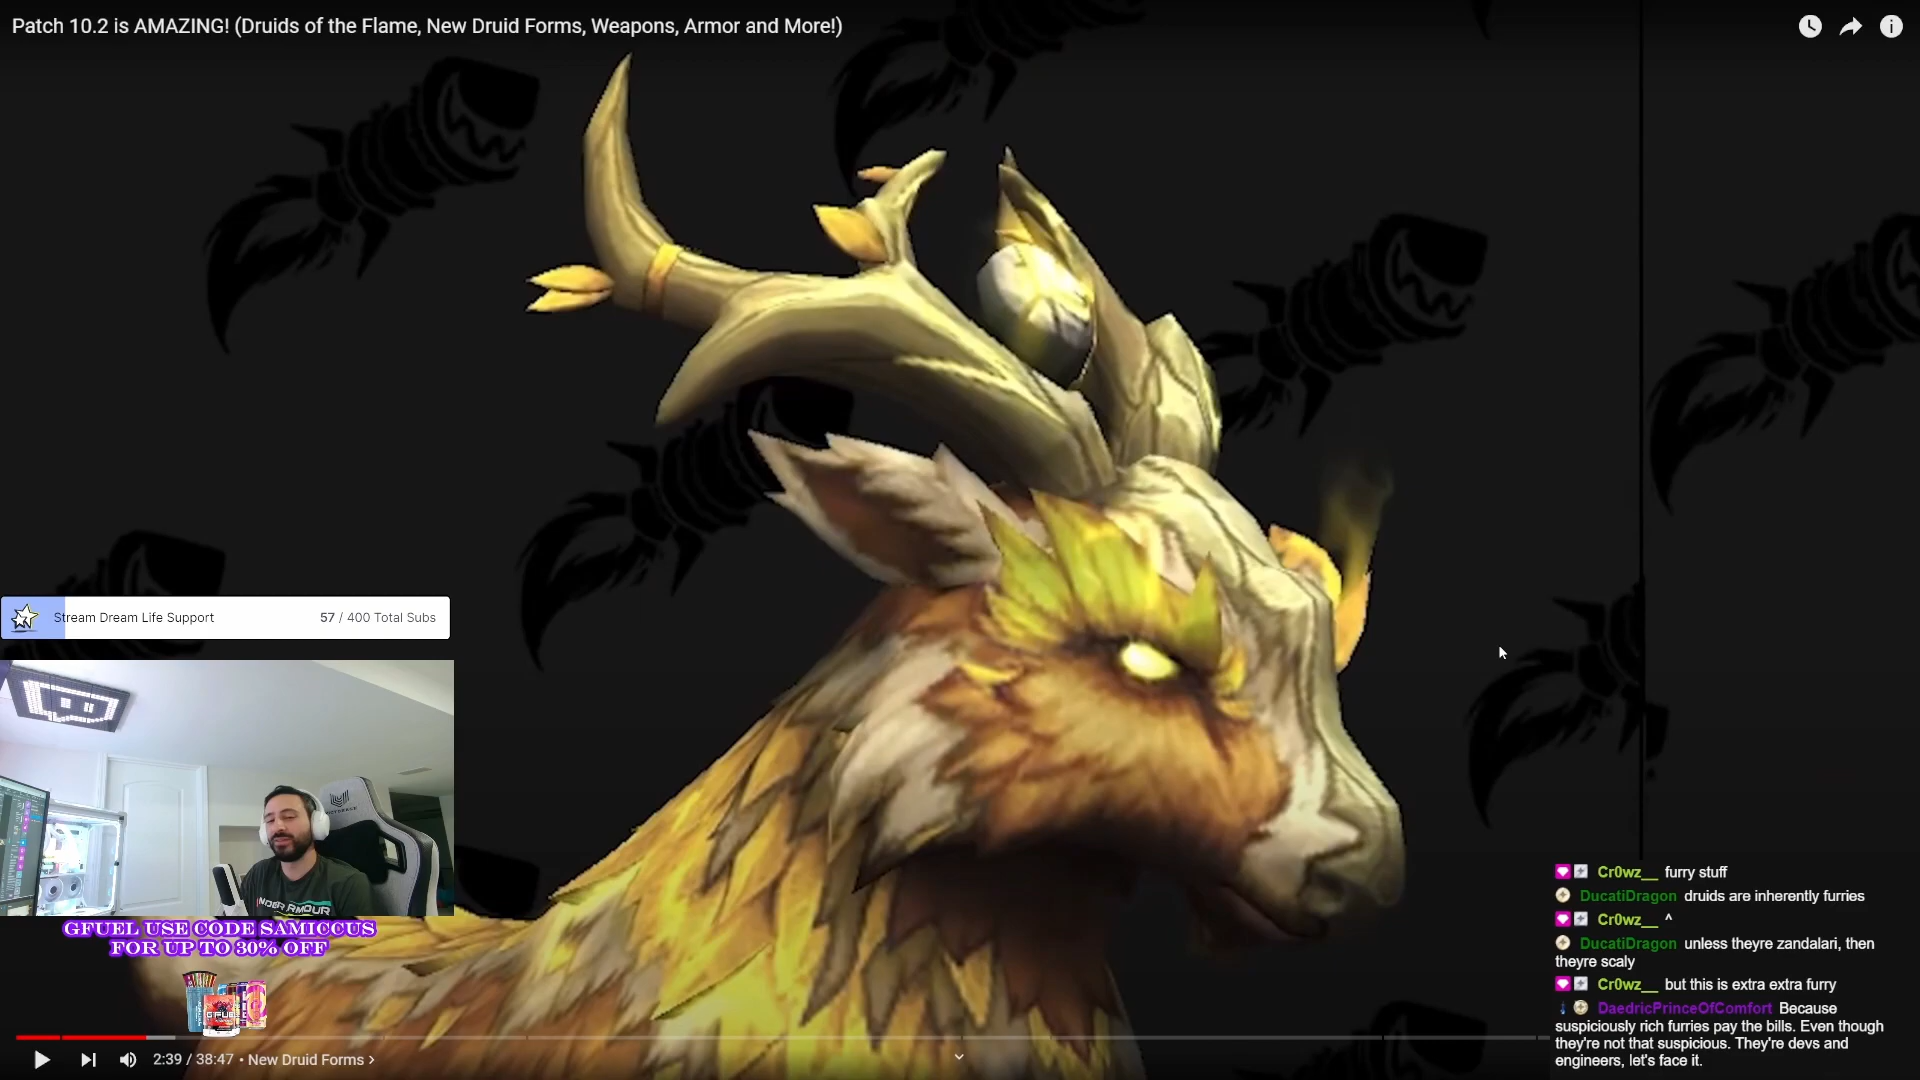 Patch 10.2 is AMAZING! (Druids of the Flame, New Druid Forms, Weapons, Armor and More!)
Stream Dream Life Support 57 / 400 Total Subs
UNDER ARMOUR
GFUEL USE CODE SAMICCUS
FOR UP TO 30% OFF
GFUEL
Cr0wz__ furry stuff
DucatiDragon druids are inherently furries
Cr0wz__ ^
DucatiDragon unless theyre zandalari, then
theyre scaly
Cr0wz__ but this is extra extra furry
DaedricPrinceOfComfort Because
suspiciously rich furries pay the bills. Even though
they're not that suspicious. They're devs and
engineers, let's face it.
2:39 / 38:47 • New Druid Forms >